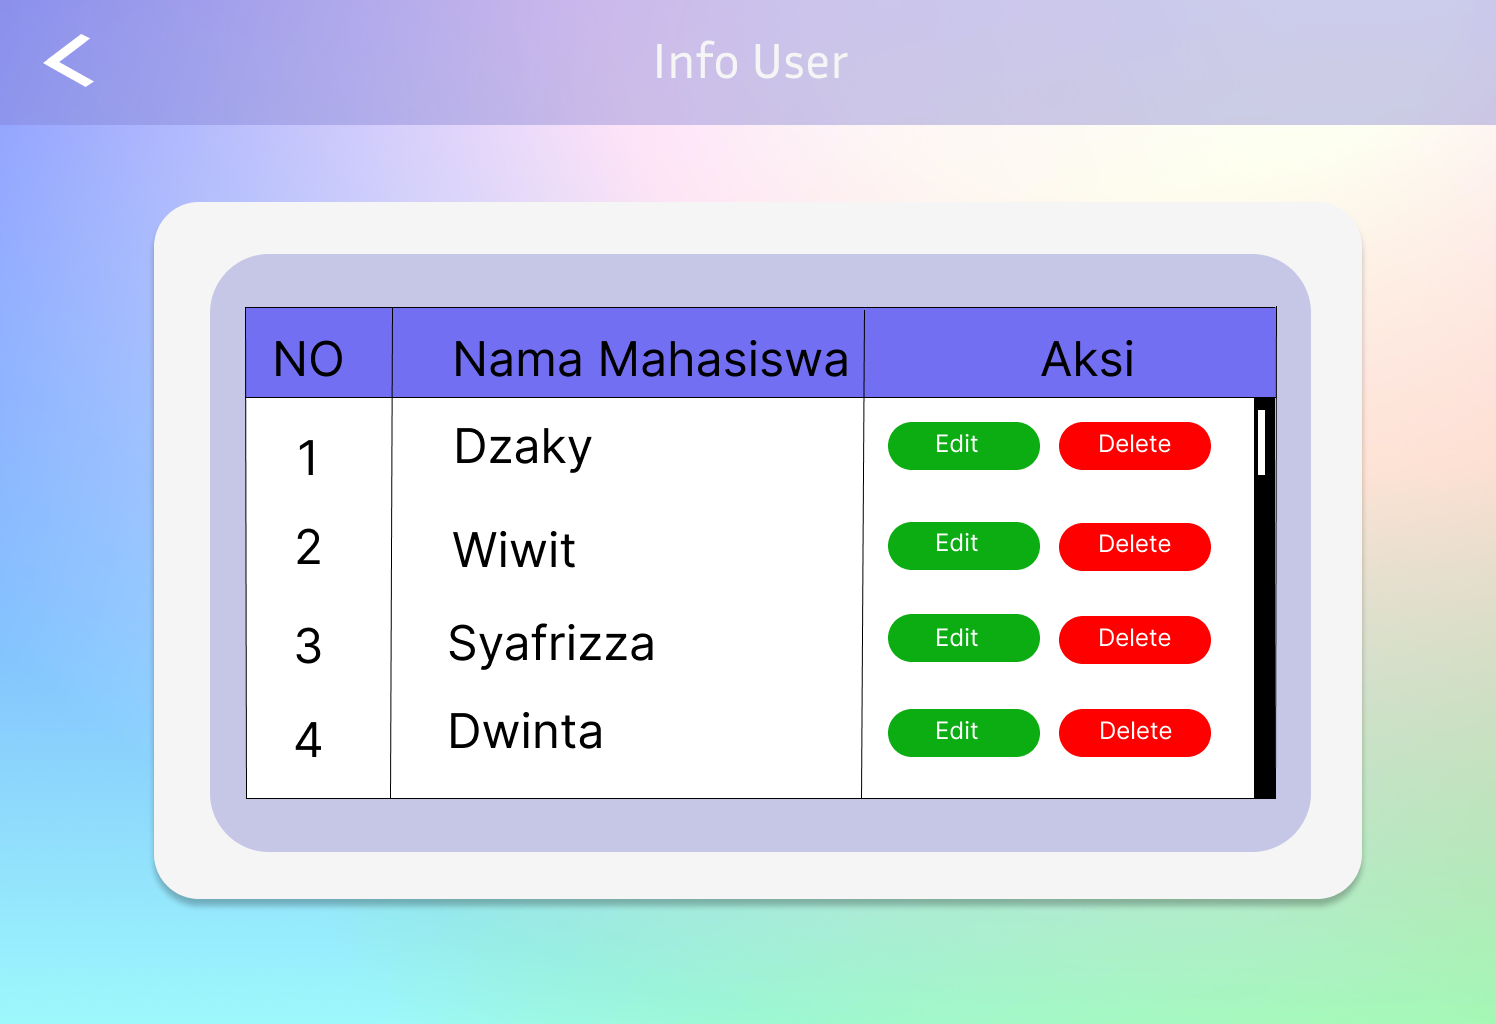 Info User
NO Nama Mahasiswa Aksi
1 Dzaky Edit Delete
2 Wiwit Edit Delete
3 Syafrizza Edit Delete
4 Dwinta Edit Delete